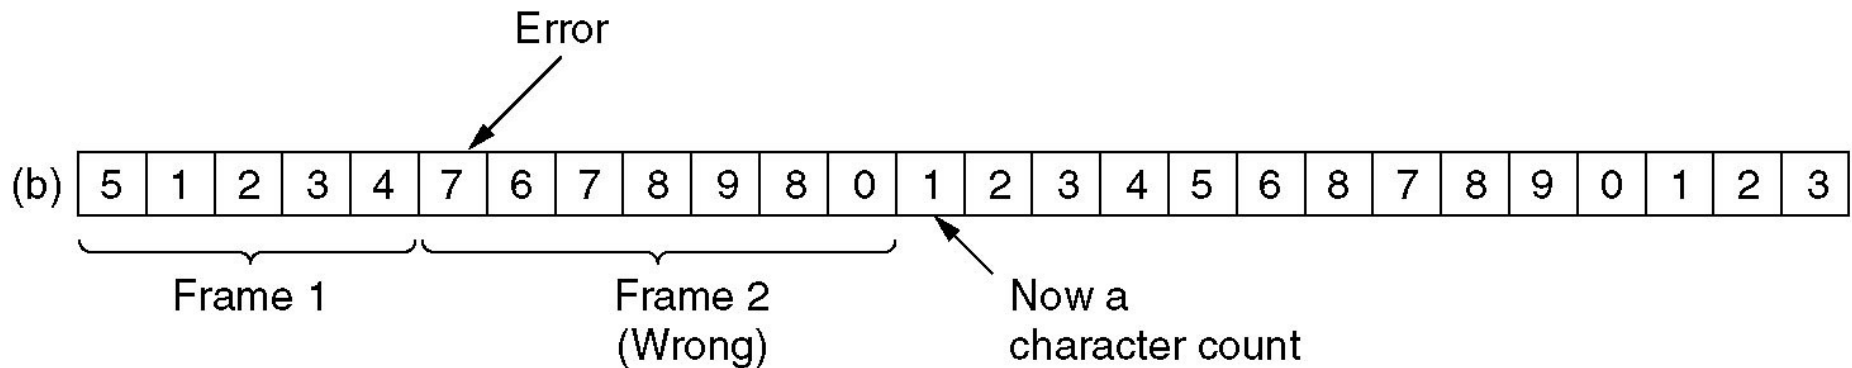 Error
(b) 5 1 2 3 4 7 6 7 8 9 8 0 1 2 3 4 5 6 8 7 8 9 0 1 2 3
Frame 1
Frame 2
(Wrong)
Now a
character count